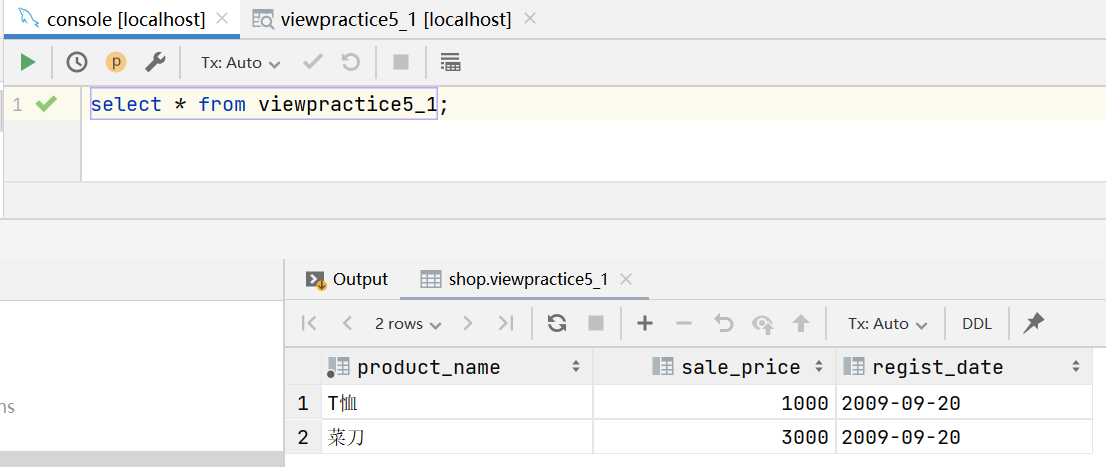 console [localhost] viewpractice5_1 [localhost]
p Tx: Auto
1 select * from viewpractice5_1;
Output shop.viewpractice5_1
2 rows Tx: Auto DDL
product_name sale_price regist_date
1 T恤 1000 2009-09-20
ns
2 菜刀 3000 2009-09-20